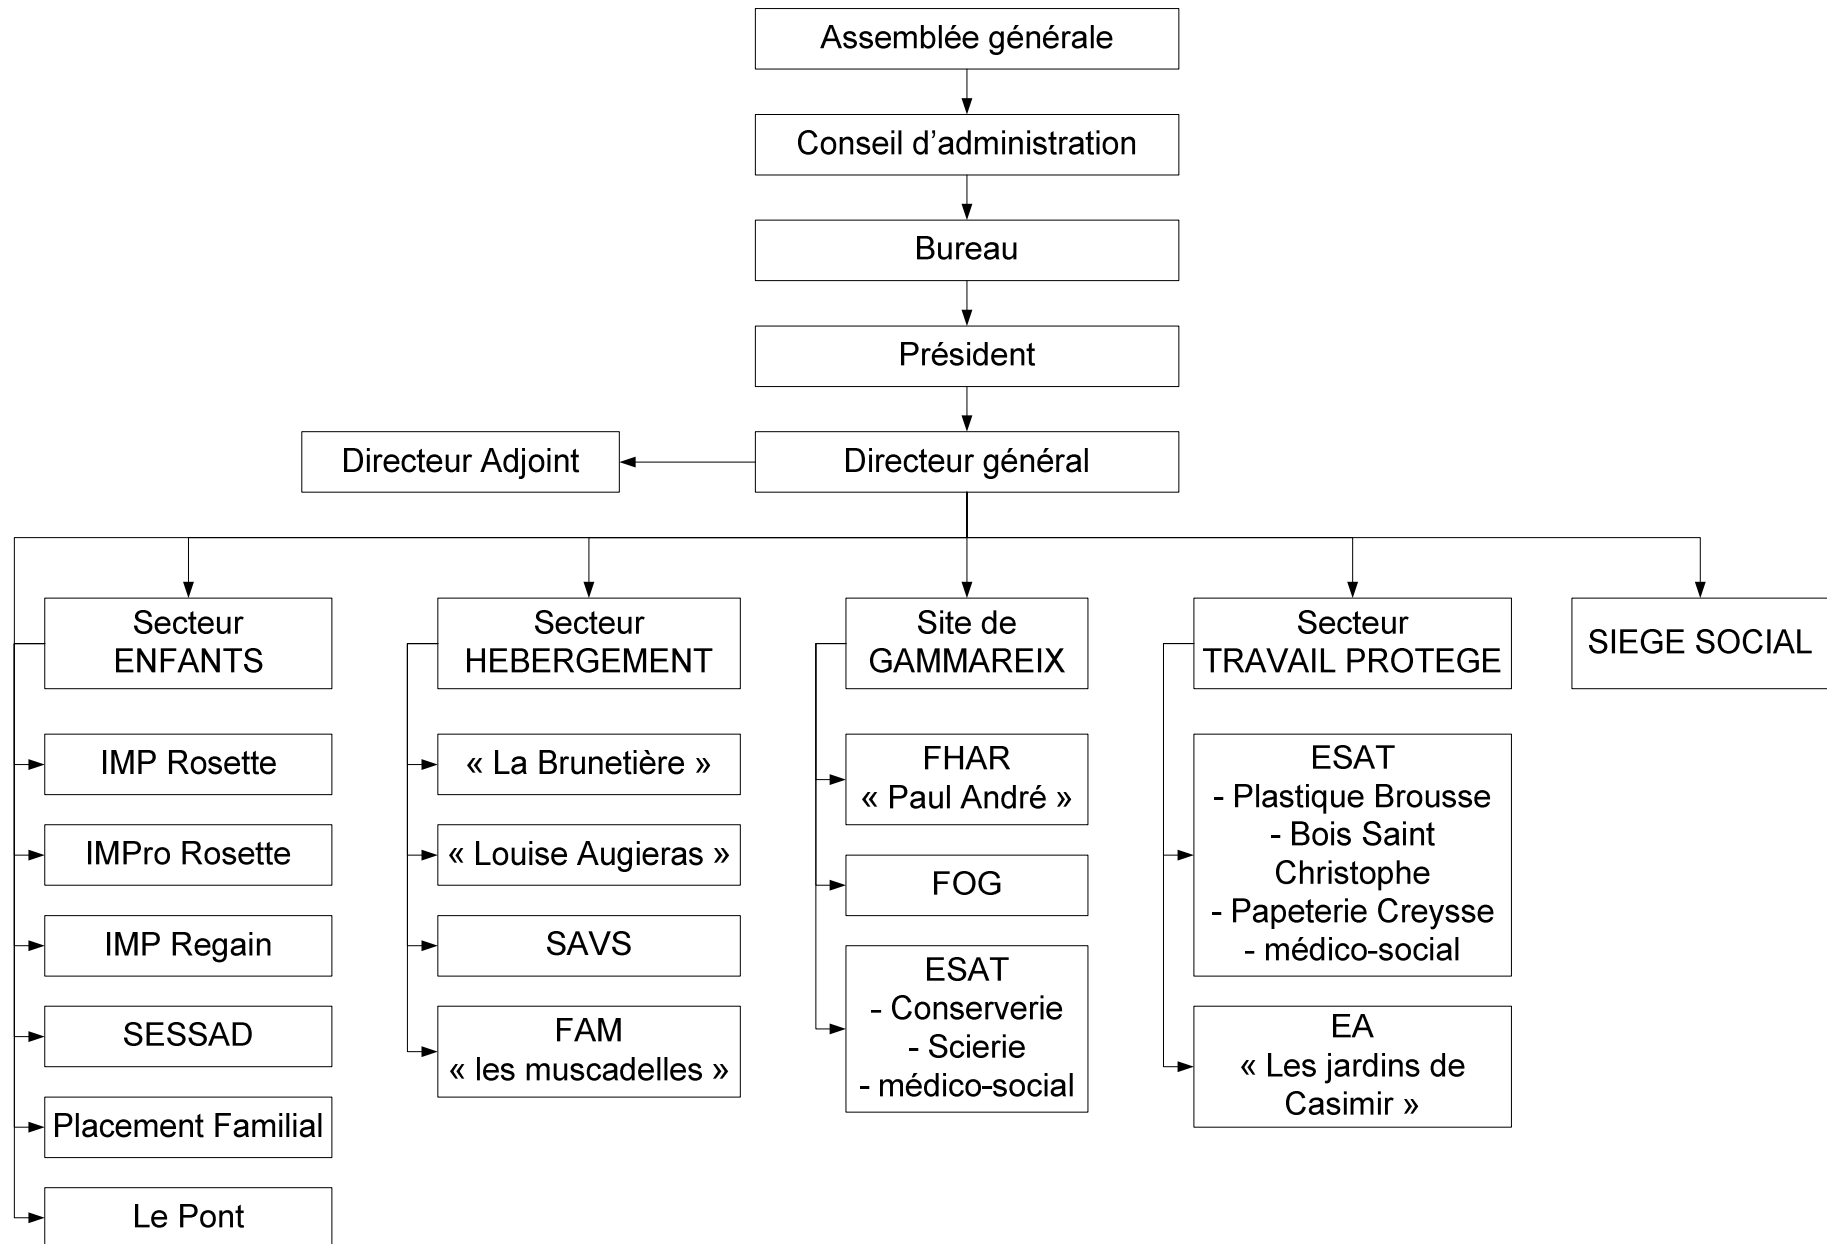 Assemblée générale
Conseil d’administration
Bureau
Président
Directeur Adjoint
Directeur général
Secteur
ENFANTS
IMP Rosette
IMPro Rosette
IMP Regain
SESSAD
Placement Familial
Le Pont
Secteur
HEBERGEMENT
« La Brunetière »
« Louise Augieras »
SAVS
FAM
« les muscadelles »
Site de
GAMMAREIX
FHAR
« Paul André »
FOG
ESAT
- Conserverie
- Scierie
- médico-social
Secteur
TRAVAIL PROTEGE
ESAT
- Plastique Brousse
- Bois Saint
Christophe
- Papeterie Creysse
- médico-social
EA
« Les jardins de
Casimir »
SIEGE SOCIAL